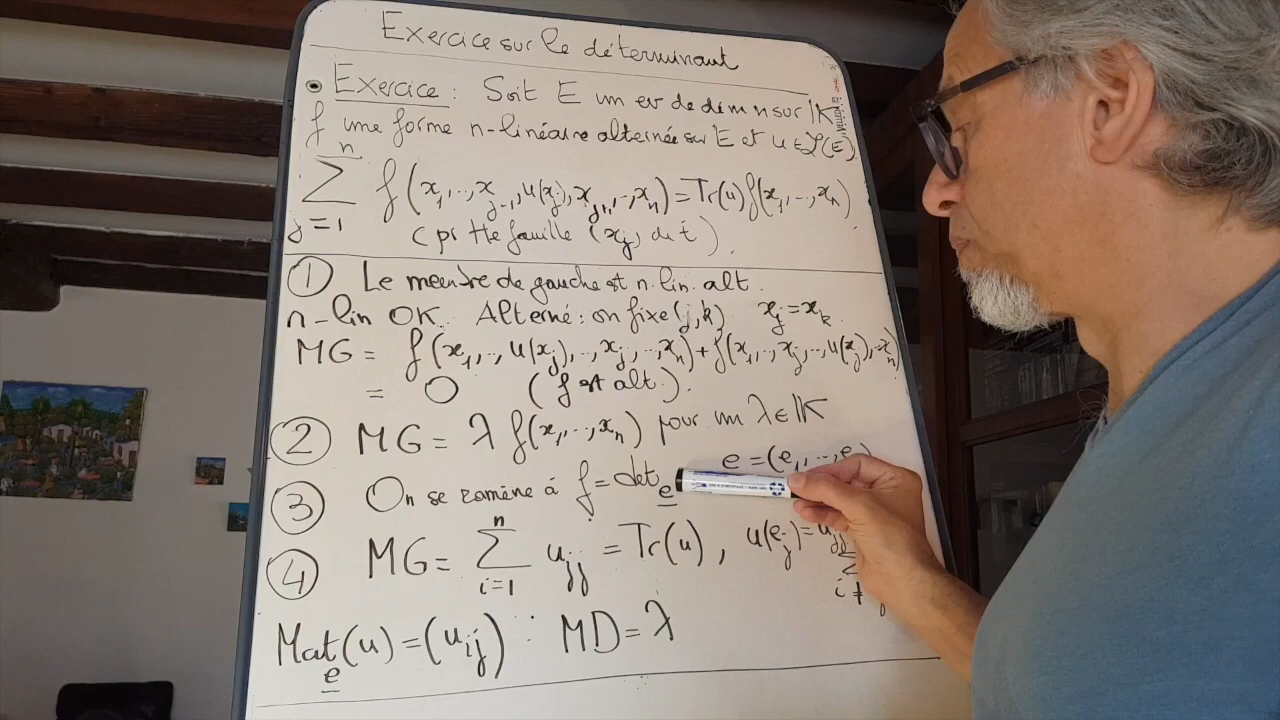 Exercice sur le déterminant
• Exercice : Soit E un ev de dim n sur K
f une forme n-linéaire alternée sur E et u ∈ L(E).
∑_{j=1}^{n} f(x_1,..,x_{j-1},u(x_j),x_{j+1},..,x_n) = Tr(u) f(x_1,..,x_n)
(pr tte famille (x_j) de E).
① Le membre de gauche est n. lin. alt.
n-lin OK. Alterné : on fixe (j,k) x_j = x_k.
MG = f(x_1,..,u(x_j),..,x_j,..,x_n) + f(x_1,..,x_j,..,u(x_j),..,x_n)
= 0 (f est alt.).
② MG = λ f(x_1,..,x_n) pour un λ ∈ K
e = (e_1,..,e
③ On se ramène à f = det_e
④ MG = ∑_{i=1}^{n} u_{jj} = Tr(u), u(e_j) = u_{jj}
∑
i ≠ j
Mat_e(u) = (u_{ij}) MD = λ